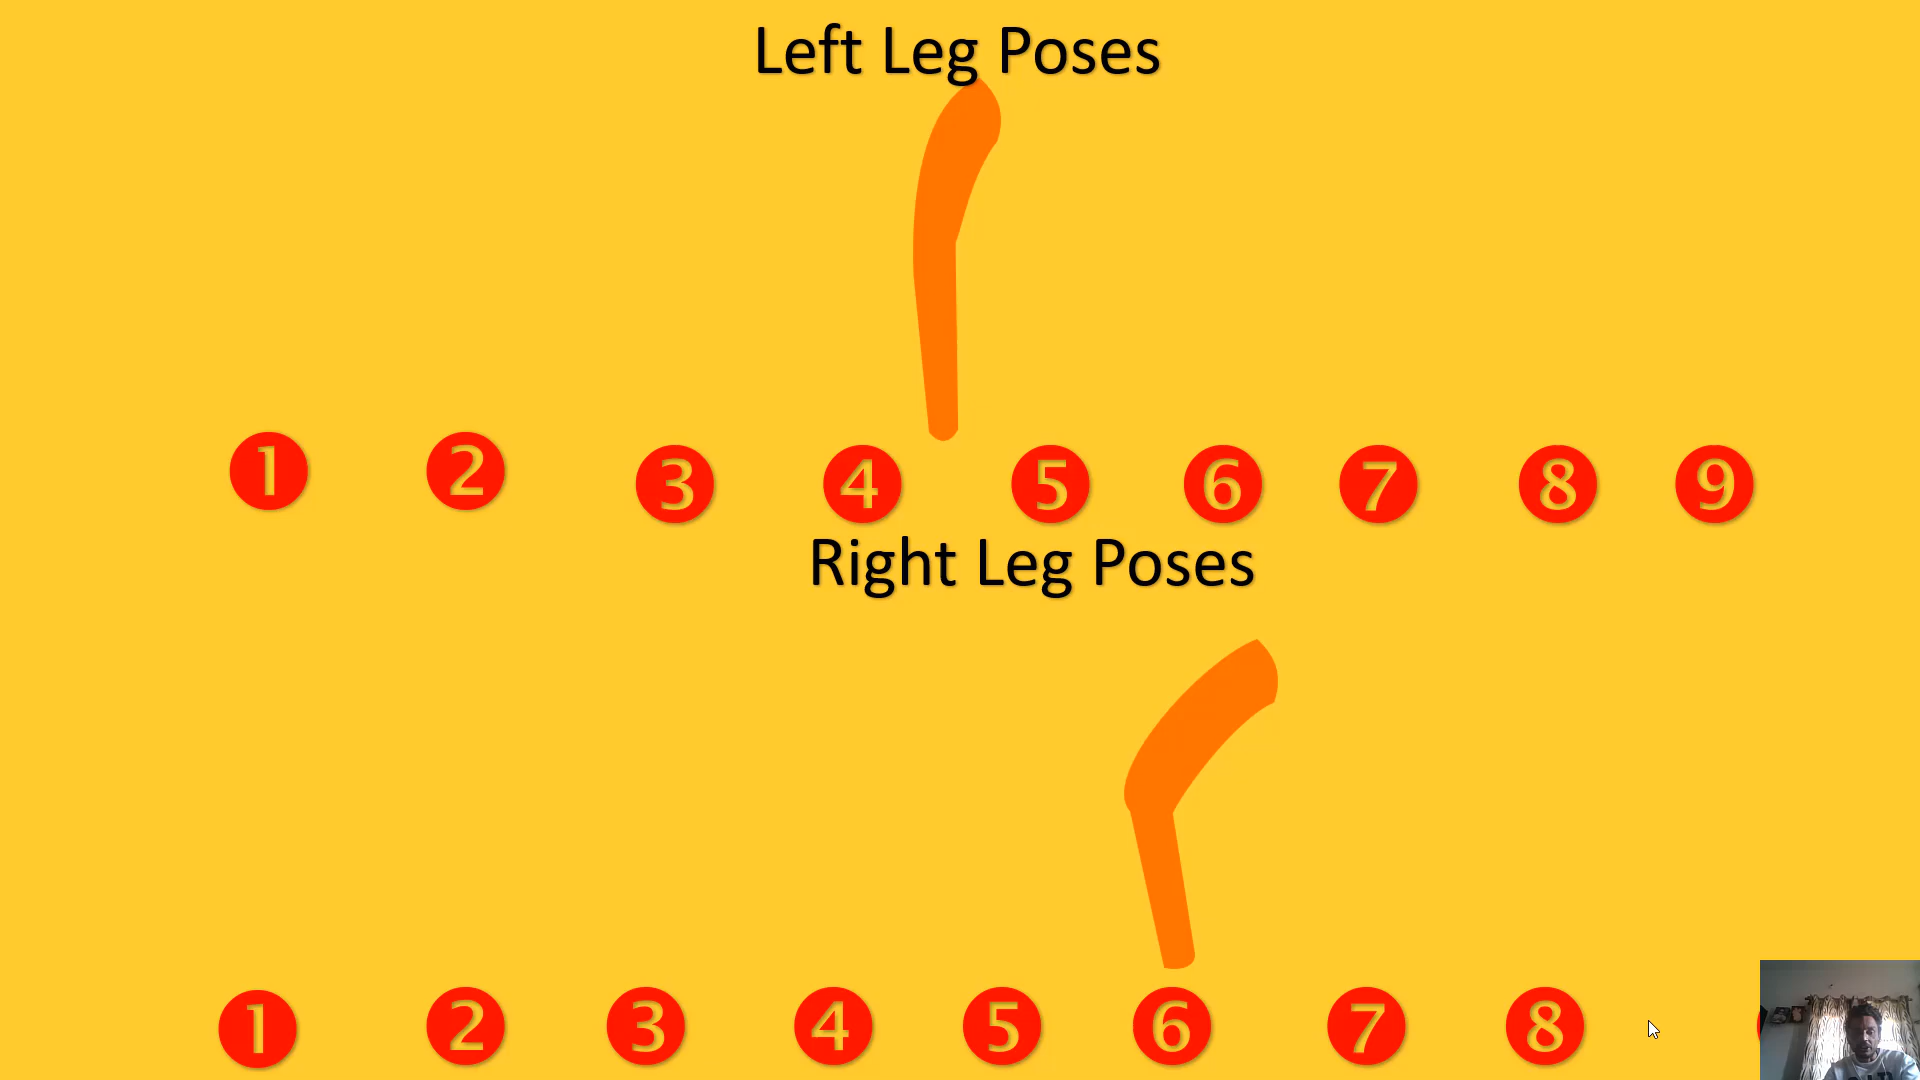 Left Leg Poses
1 2 3 4 5 6 7 8 9
Right Leg Poses
1 2 3 4 5 6 7 8